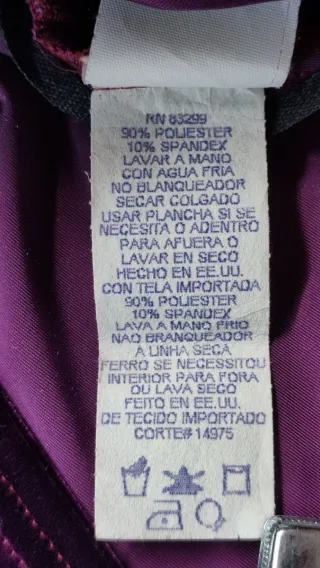 RN 83299
90% POLIESTER
10% SPANDEX
LAVAR A MANO
CON AGUA FRIA
NO BLANQUEADOR
SECAR COLGADO
USAR PLANCHA SI SE
NECESITA O ADENTRO
PARA AFUERA O
LAVAR EN SECO
HECHO EN EE.UU.
CON TELA IMPORTADA
90% POLIESTER
10% SPANDEX
LAVA A MANO FRIO
NAO BRANQUEADOR
A LINHA SECA
FERRO SE NECESSITOU
INTERIOR PARA FORA
OU LAVA SECO
FEITO EN EE.UU.
DE TECIDO IMPORTADO
CORTE# 14975